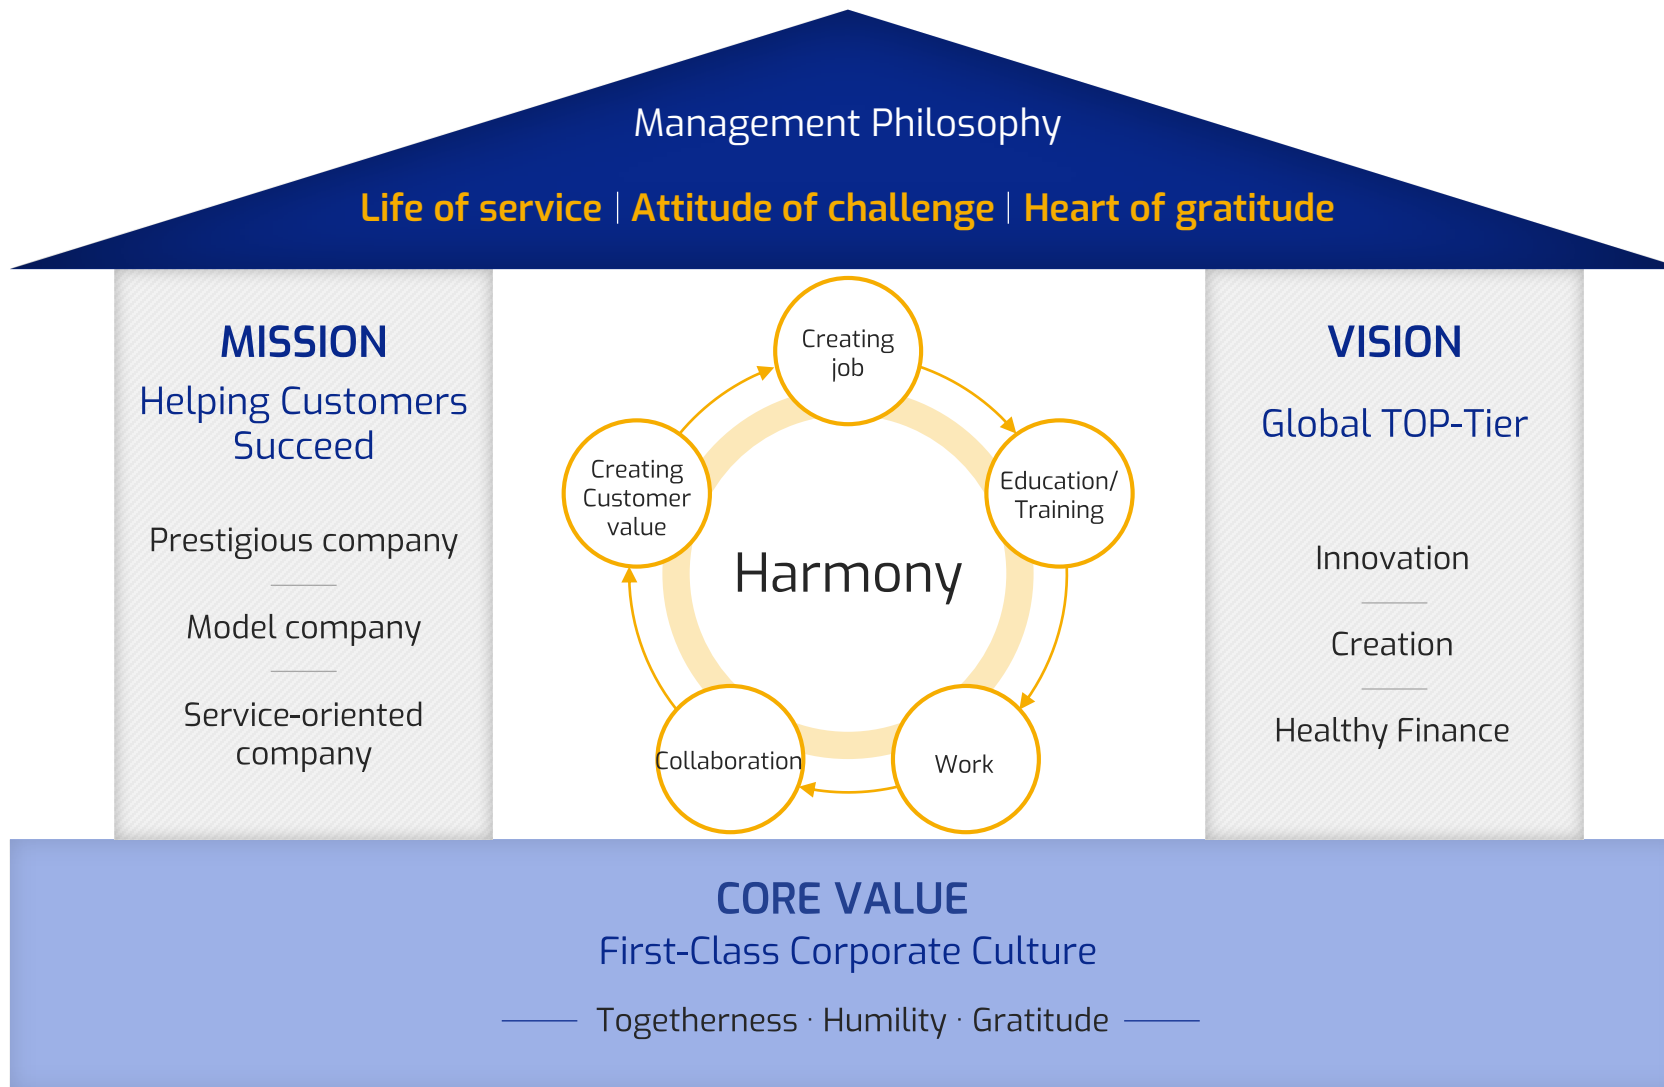 Management Philosophy
Life of service | Attitude of challenge | Heart of gratitude
MISSION
Helping Customers
Succeed
Prestigious company
Model company
Service-oriented
company
Creating
job
Education/
Training
Work
Collaboration
Creating
Customer
value
Harmony
VISION
Global TOP-Tier
Innovation
Creation
Healthy Finance
CORE VALUE
First-Class Corporate Culture
Togetherness · Humility · Gratitude